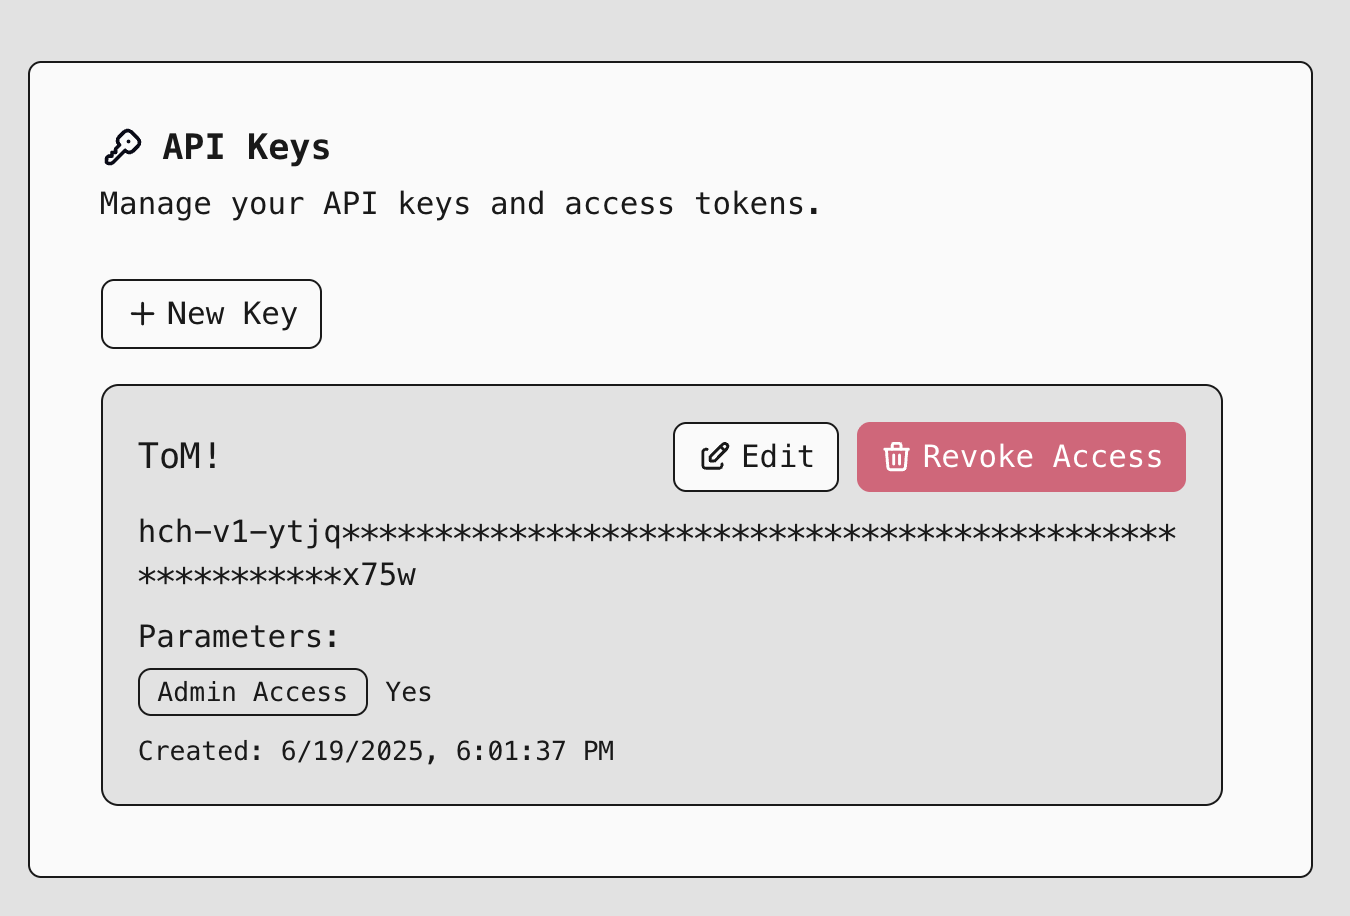 API Keys
Manage your API keys and access tokens.
New Key
ToM!
Edit
Revoke Access
hch-v1-ytjq*********************************************
***********x75w
Parameters:
Admin Access Yes
Created: 6/19/2025, 6:01:37 PM